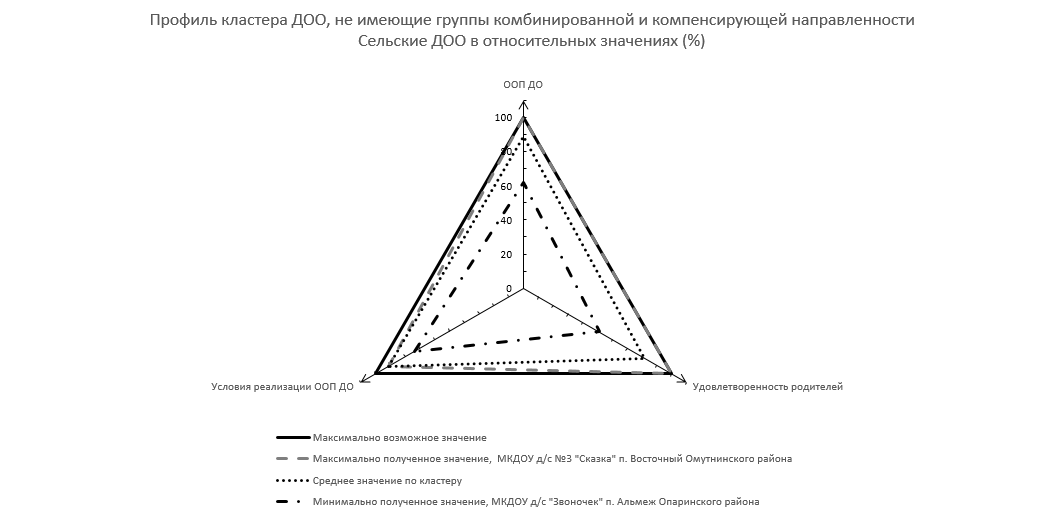 Профиль кластера ДОО, не имеющие группы комбинированной и компенсирующей направленности
Сельские ДОО в относительных значениях (%)
ООП ДО
100
80
60
40
20
0
Условия реализации ООП ДО
Удовлетворенность родителей
Максимально возможное значение
Максимально полученное значение, МКДОУ д/с №3 "Сказка" п. Восточный Омутнинского района
Среднее значение по кластеру
Минимально полученное значение, МКДОУ д/с "Звоночек" п. Альмеж Опаринского района